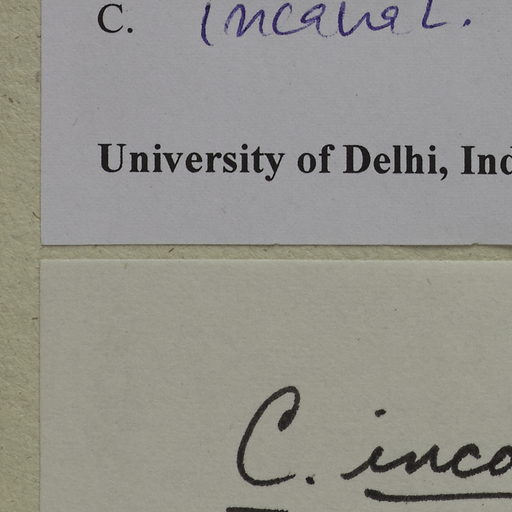 C. incana L.
University of Delhi, Ind
C. inca